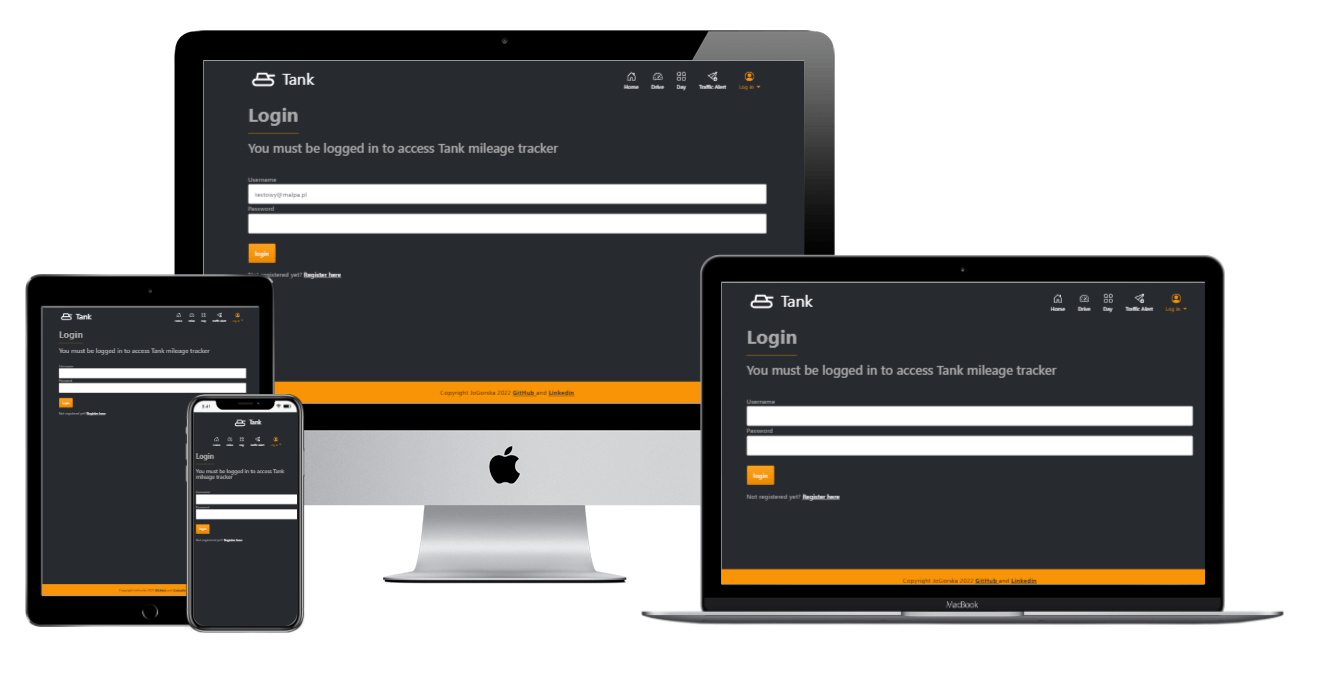 Tank
Home Drive Day Traffic Alert Log in
Login
You must be logged in to access Tank mileage tracker
Username
testowy@malpa.pl
Password
login
Not registered yet? Register here
Copyright JoGorska 2022 GitHub and Linkedin
Tank
Home Drive Day Traffic Alert Log in
Login
You must be logged in to access Tank mileage tracker
Username
Password
login
Not registered yet? Register here
Copyright JoGorska 2022 GitHub and Linkedin
MacBook
Tank
Login
You must be logged in to access Tank mileage tracker
Username
Password
login
Not registered yet? Register here
9:41
Tank
Login
You must be logged in to access Tank
mileage tracker
login
Not registered yet? Register here